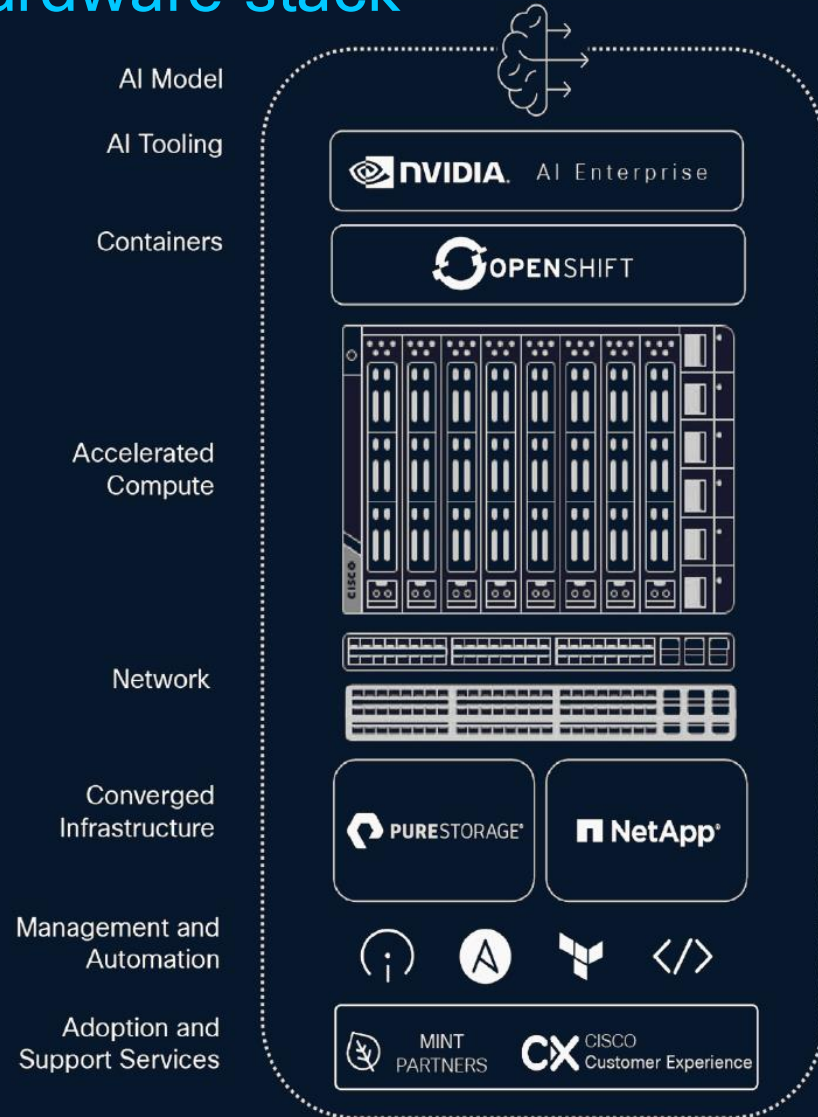 hardware stack
AI Model
AI Tooling
NVIDIA. AI Enterprise
Containers
OPENSHIFT
Accelerated
Compute
CISCO
Network
Converged
Infrastructure
PURESTORAGE®
NetApp®
Management and
Automation
</>
Adoption and
Support Services
MINT
PARTNERS
CX CISCO
Customer Experience